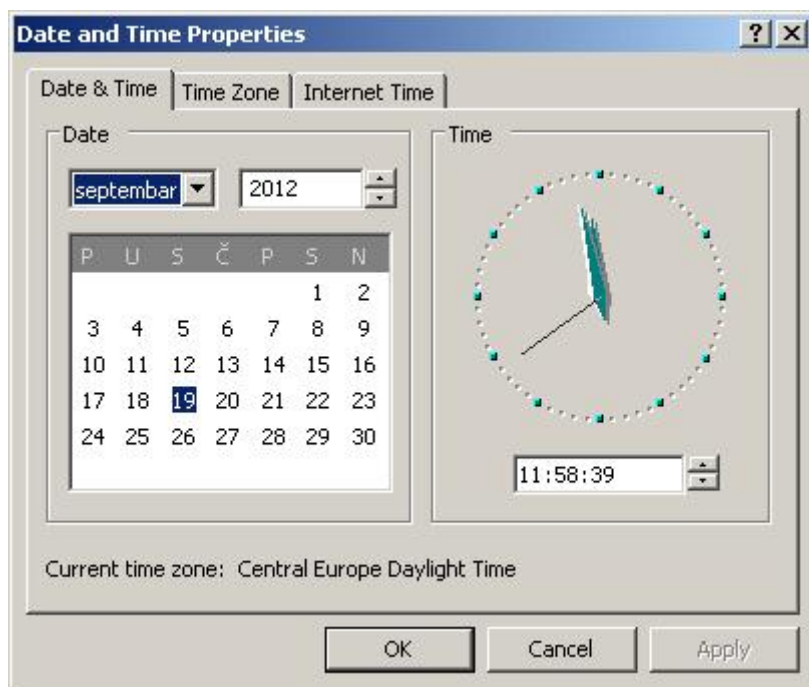 Date and Time Properties
Date & Time Time Zone Internet Time
Date
septembar 2012
P U S Č P S N
1 2
3 4 5 6 7 8 9
10 11 12 13 14 15 16
17 18 19 20 21 22 23
24 25 26 27 28 29 30
Time
11:58:39
Current time zone: Central Europe Daylight Time
OK Cancel Apply